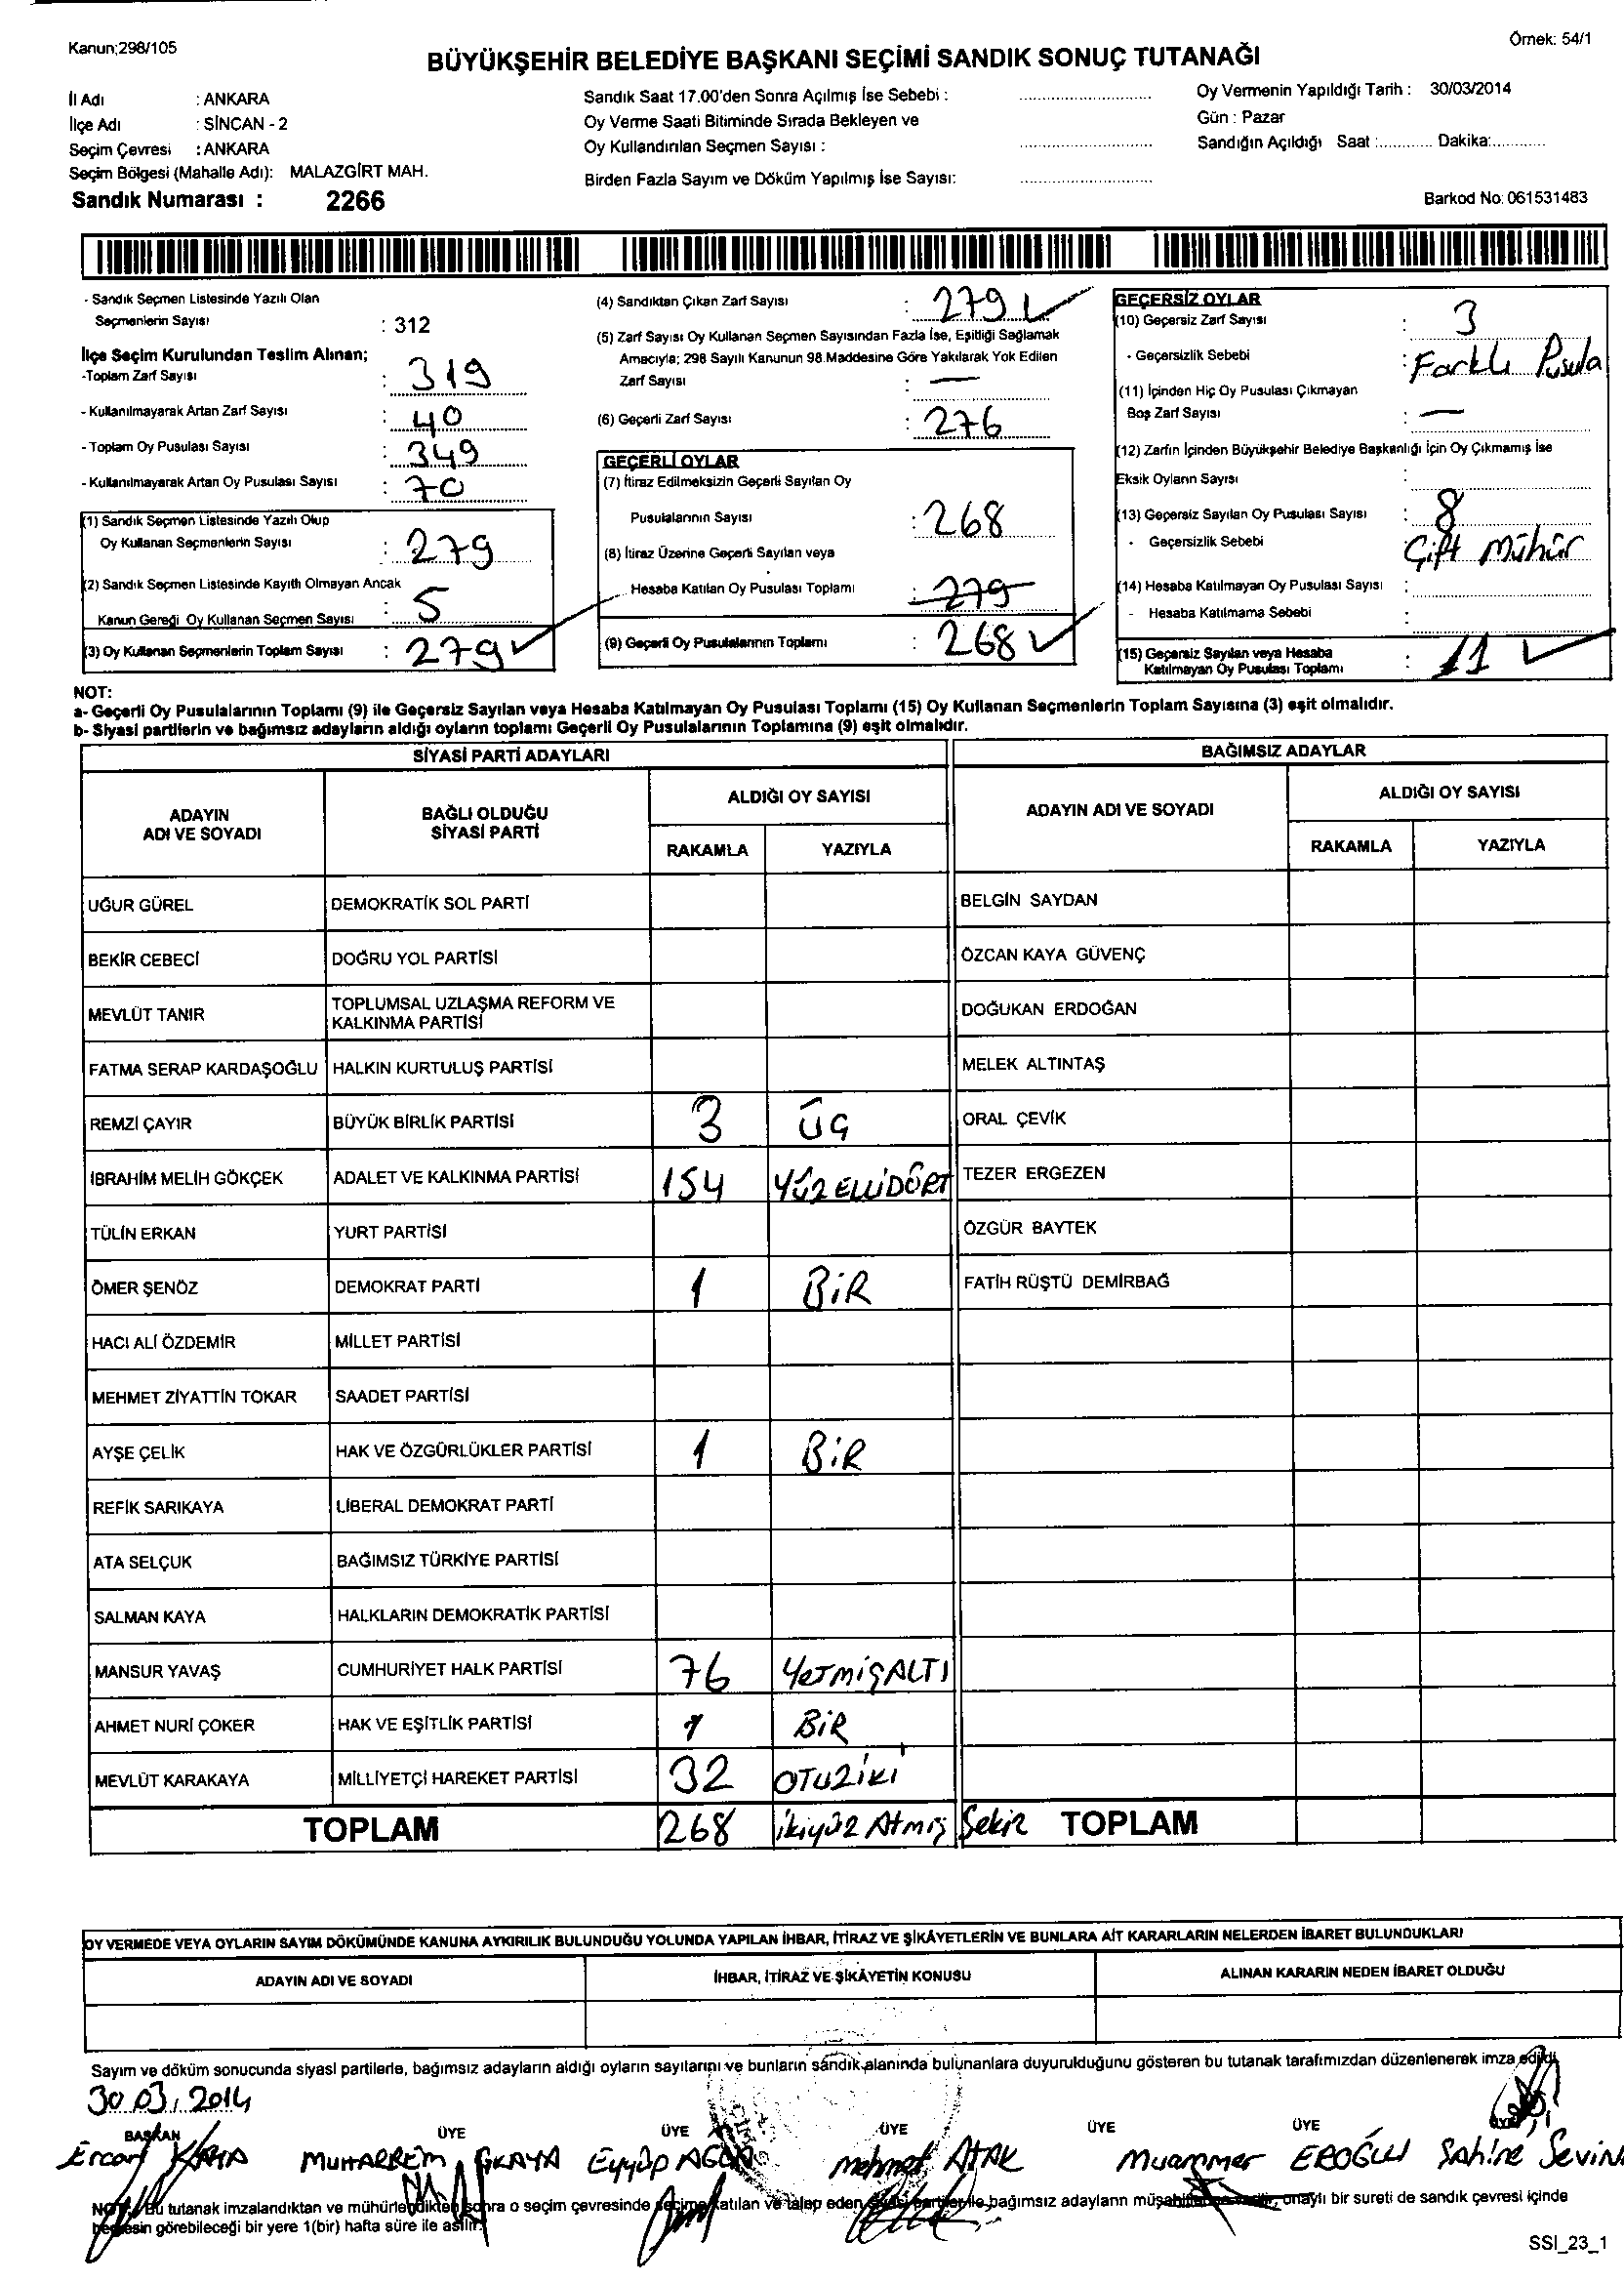 Kanun;298/105
Örnek: 54/1
BÜYÜKŞEHİR BELEDİYE BAŞKANI SEÇİMİ SANDIK SONUÇ TUTANAĞI
İl Adı : ANKARA
İlçe Adı : SİNCAN - 2
Seçim Çevresi : ANKARA
Seçim Bölgesi (Mahalle Adı): MALAZGİRT MAH.
Sandık Numarası : 2266
Sandık Saat 17.00'den Sonra Açılmış İse Sebebi :
Oy Verme Saati Bitiminde Sırada Bekleyen ve
Oy Kullandırılan Seçmen Sayısı :
Birden Fazla Sayım ve Döküm Yapılmış İse Sayısı:
Oy Vermenin Yapıldığı Tarih : 30/03/2014
Gün : Pazar
Sandığın Açıldığı Saat :............ Dakika:............
Barkod No: 061531483
- Sandık Seçmen Listesinde Yazılı Olan
Seçmenlerin Sayısı : 312
İlçe Seçim Kurulundan Teslim Alınan;
-Toplam Zarf Sayısı : 319
- Kullanılmayarak Artan Zarf Sayısı : 40
- Toplam Oy Pusulası Sayısı : 349
- Kullanılmayarak Artan Oy Pusulası Sayısı : 70
(1) Sandık Seçmen Listesinde Yazılı Olup
Oy Kullanan Seçmenlerin Sayısı : 279
(2) Sandık Seçmen Listesinde Kayıtlı Olmayan Ancak
Kanun Gereği Oy Kullanan Seçmen Sayısı : 5
(3) Oy Kullanan Seçmenlerin Toplam Sayısı : 279
(4) Sandıktan Çıkan Zarf Sayısı : 279
(5) Zarf Sayısı Oy Kullanan Seçmen Sayısından Fazla İse, Eşitliği Sağlamak
Amacıyla; 298 Sayılı Kanunun 98.Maddesine Göre Yakılarak Yok Edilen
Zarf Sayısı : —
(6) Geçerli Zarf Sayısı : 276
GEÇERLİ OYLAR
(7) İtiraz Edilmeksizin Geçerli Sayılan Oy
Pusulalarının Sayısı : 268
(8) İtiraz Üzerine Geçerli Sayılan veya
Hesaba Katılan Oy Pusulası Toplamı : 279
(9) Geçerli Oy Pusulalarının Toplamı : 268
GEÇERSİZ OYLAR
(10) Geçersiz Zarf Sayısı : 3
- Geçersizlik Sebebi : Farklı Pusula
(11) İçinden Hiç Oy Pusulası Çıkmayan
Boş Zarf Sayısı : —
(12) Zarfın İçinden Büyükşehir Belediye Başkanlığı İçin Oy Çıkmamış İse
Eksik Oyların Sayısı :
(13) Geçersiz Sayılan Oy Pusulası Sayısı : 8
- Geçersizlik Sebebi : Çift Mühür
(14) Hesaba Katılmayan Oy Pusulası Sayısı :
- Hesaba Katılmama Sebebi :
(15) Geçersiz Sayılan veya Hesaba
Katılmayan Oy Pusulası Toplamı : 11
NOT:
a- Geçerli Oy Pusulalarının Toplamı (9) ile Geçersiz Sayılan veya Hesaba Katılmayan Oy Pusulası Toplamı (15) Oy Kullanan Seçmenlerin Toplam Sayısına (3) eşit olmalıdır.
b- Siyasi partilerin ve bağımsız adayların aldığı oyların toplamı Geçerli Oy Pusulalarının Toplamına (9) eşit olmalıdır.
SİYASİ PARTİ ADAYLARI
BAĞIMSIZ ADAYLAR
ADAYIN ADI VE SOYADI
BAĞLI OLDUĞU SİYASİ PARTİ
ALDIĞI OY SAYISI
RAKAMLA YAZIYLA
ADAYIN ADI VE SOYADI
ALDIĞI OY SAYISI
RAKAMLA YAZIYLA
UĞUR GÜREL DEMOKRATİK SOL PARTİ BELGİN SAYDAN
BEKİR CEBECİ DOĞRU YOL PARTİSİ ÖZCAN KAYA GÜVENÇ
MEVLÜT TANIR TOPLUMSAL UZLAŞMA REFORM VE KALKINMA PARTİSİ DOĞUKAN ERDOĞAN
FATMA SERAP KARDAŞOĞLU HALKIN KURTULUŞ PARTİSİ MELEK ALTINTAŞ
REMZİ ÇAYIR BÜYÜK BİRLİK PARTİSİ 3 ÜÇ ORAL ÇEVİK
İBRAHİM MELİH GÖKÇEK ADALET VE KALKINMA PARTİSİ 154 YÜZ ELLİDÖRT TEZER ERGEZEN
TÜLİN ERKAN YURT PARTİSİ ÖZGÜR BAYTEK
ÖMER ŞENÖZ DEMOKRAT PARTİ 1 BİR FATİH RÜŞTÜ DEMİRBAĞ
HACI ALİ ÖZDEMİR MİLLET PARTİSİ
MEHMET ZİYATTİN TOKAR SAADET PARTİSİ
AYŞE ÇELİK HAK VE ÖZGÜRLÜKLER PARTİSİ 1 BİR
REFİK SARIKAYA LİBERAL DEMOKRAT PARTİ
ATA SELÇUK BAĞIMSIZ TÜRKİYE PARTİSİ
SALMAN KAYA HALKLARIN DEMOKRATİK PARTİSİ
MANSUR YAVAŞ CUMHURİYET HALK PARTİSİ 76 YETMİŞALTI
AHMET NURİ ÇOKER HAK VE EŞİTLİK PARTİSİ 1 BİR
MEVLÜT KARAKAYA MİLLİYETÇİ HAREKET PARTİSİ 32 OTUZİKİ
TOPLAM 268 ikiyüz Atmış Sekiz TOPLAM
OY VERMEDE VEYA OYLARIN SAYIM DÖKÜMÜNDE KANUNA AYKIRILIK BULUNDUĞU YOLUNDA YAPILAN İHBAR, İTİRAZ VE ŞİKÂYETLERİN VE BUNLARA AİT KARARLARIN NELERDEN İBARET BULUNDUKLARI
ADAYIN ADI VE SOYADI İHBAR, İTİRAZ VE ŞİKÂYETİN KONUSU ALINAN KARARIN NEDEN İBARET OLDUĞU
Sayım ve döküm sonucunda siyasi partilerle, bağımsız adayların aldığı oyların sayılarını ve bunların sandık alanında bulunanlara duyurulduğunu gösteren bu tutanak tarafımızdan düzenlenerek imza edildi.
30.03.2014
BAŞKAN ÜYE ÜYE ÜYE ÜYE ÜYE ÜYE
Ercan KAYA Muharrem Eyyüp Mehmet ATAK Muammer EROĞLU Şahine Sevin
NOT: Bu tutanak imzalandıktan ve mühürlendikten sonra o seçim çevresinde seçime katılan ve talep eden siyasi partiler ile bağımsız adayların müşahitlerine verilir, onaylı bir sureti de sandık çevresi içinde
herkesin görebileceği bir yere 1(bir) hafta süre ile asılır.
SSI_23_1